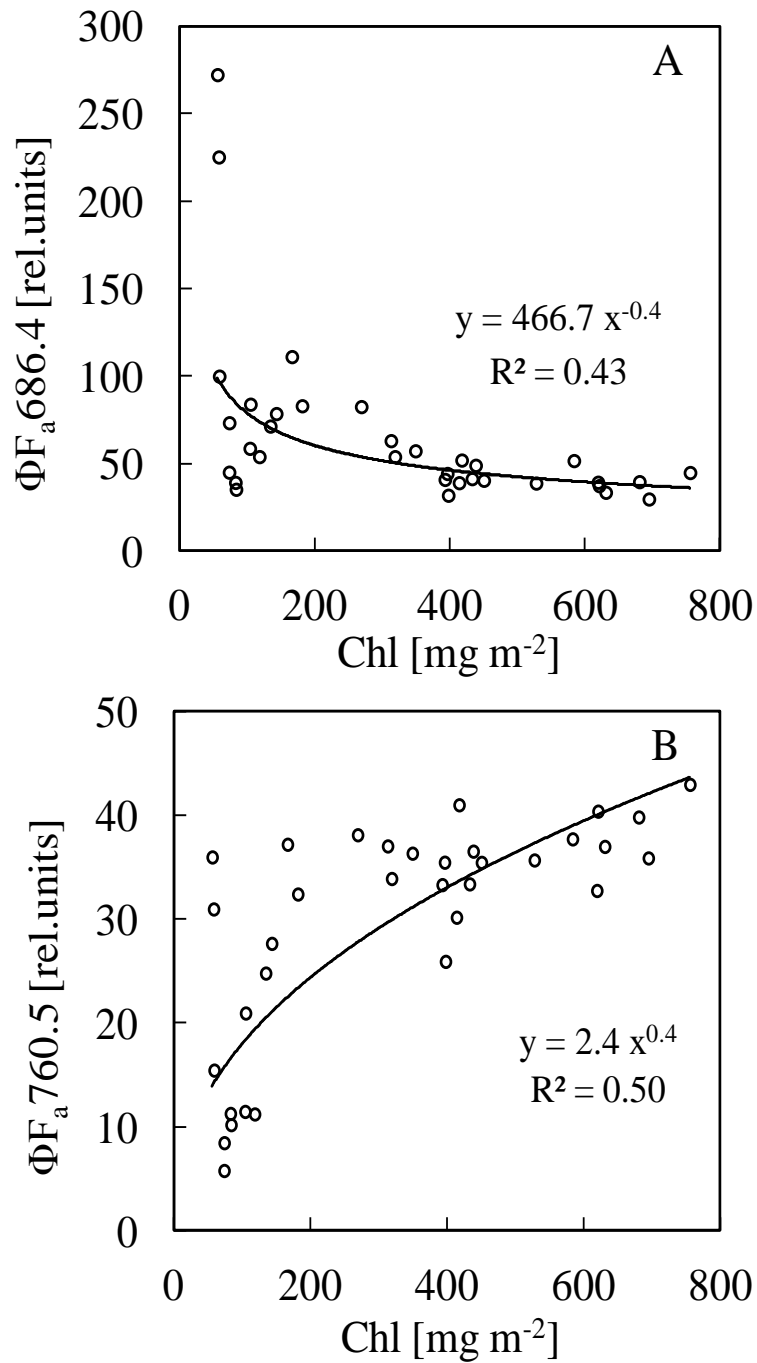 A
300
250
200
150
100
50
0
ΦFₐ686.4 [rel.units]
y = 466.7 x⁻⁰·⁴
R² = 0.43
0 200 400 600 800
Chl [mg m⁻²]
B
50
40
30
20
10
0
ΦFₐ760.5 [rel.units]
y = 2.4 x⁰·⁴
R² = 0.50
0 200 400 600 800
Chl [mg m⁻²]